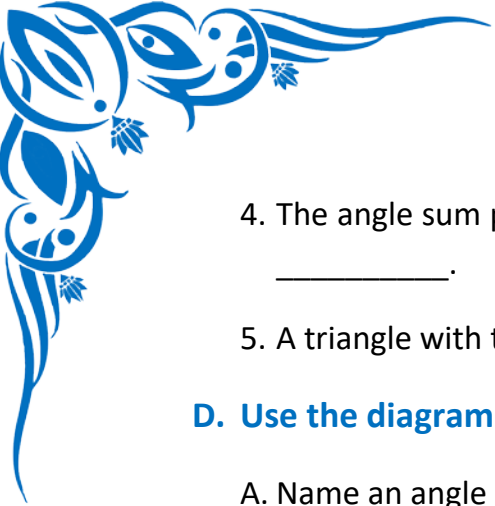 4. The angle sum
__________.
5. A triangle with
D. Use the diagram
A. Name an angle